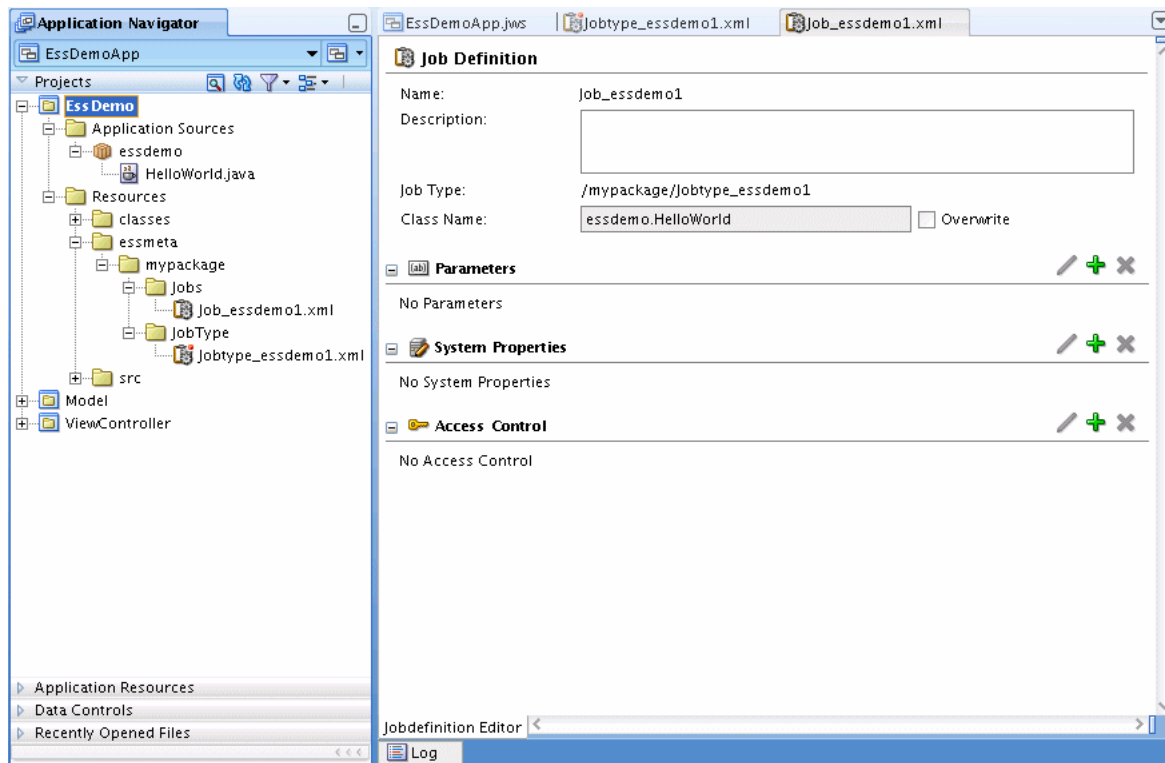 Application Navigator
EssDemoApp
Projects
EssDemo
Application Sources
essdemo
HelloWorld.java
Resources
classes
essmeta
mypackage
Jobs
Job_essdemo1.xml
JobType
Jobtype_essdemo1.xml
src
Model
ViewController
Application Resources
Data Controls
Recently Opened Files
EssDemoApp.jws Jobtype_essdemo1.xml Job_essdemo1.xml
Job Definition
Name: Job_essdemo1
Description:
Job Type: /mypackage/Jobtype_essdemo1
Class Name: essdemo.HelloWorld Overwrite
Parameters
No Parameters
System Properties
No System Properties
Access Control
No Access Control
Jobdefinition Editor
Log